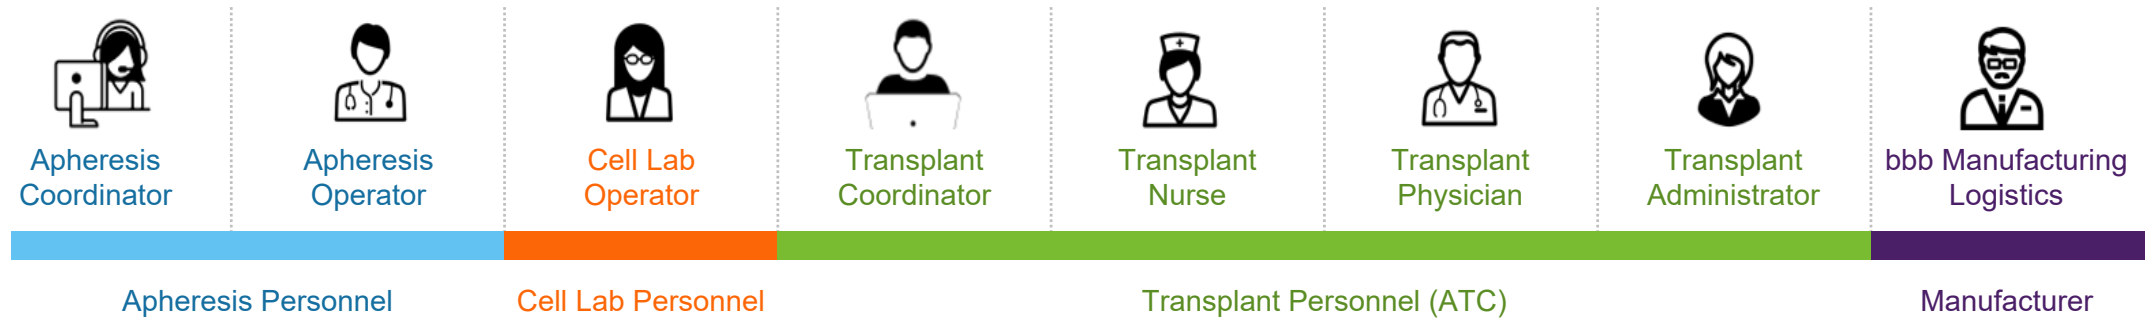 Apheresis
Coordinator
Apheresis
Operator
Cell Lab
Operator
Transplant
Coordinator
Transplant
Nurse
Transplant
Physician
Transplant
Administrator
bbb Manufacturing
Logistics
Apheresis Personnel
Cell Lab Personnel
Transplant Personnel (ATC)
Manufacturer